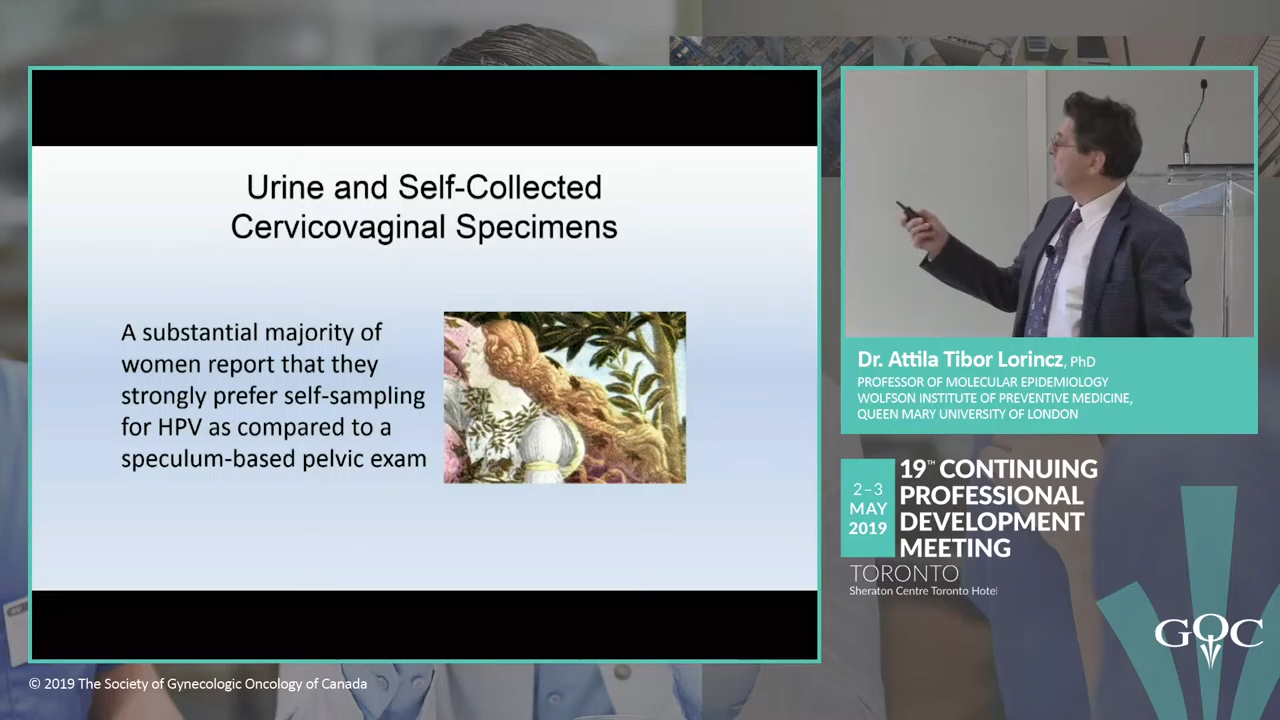 Urine and Self-Collected
Cervicovaginal Specimens
A substantial majority of
women report that they
strongly prefer self-sampling
for HPV as compared to a
speculum-based pelvic exam
Dr. Attila Tibor Lorincz, PhD
PROFESSOR OF MOLECULAR EPIDEMIOLOGY
WOLFSON INSTITUTE OF PREVENTIVE MEDICINE,
QUEEN MARY UNIVERSITY OF LONDON
2–3
MAY
2019
19TH CONTINUING
PROFESSIONAL
DEVELOPMENT
MEETING
TORONTO
Sheraton Centre Toronto Hotel
GOC
© 2019 The Society of Gynecologic Oncology of Canada